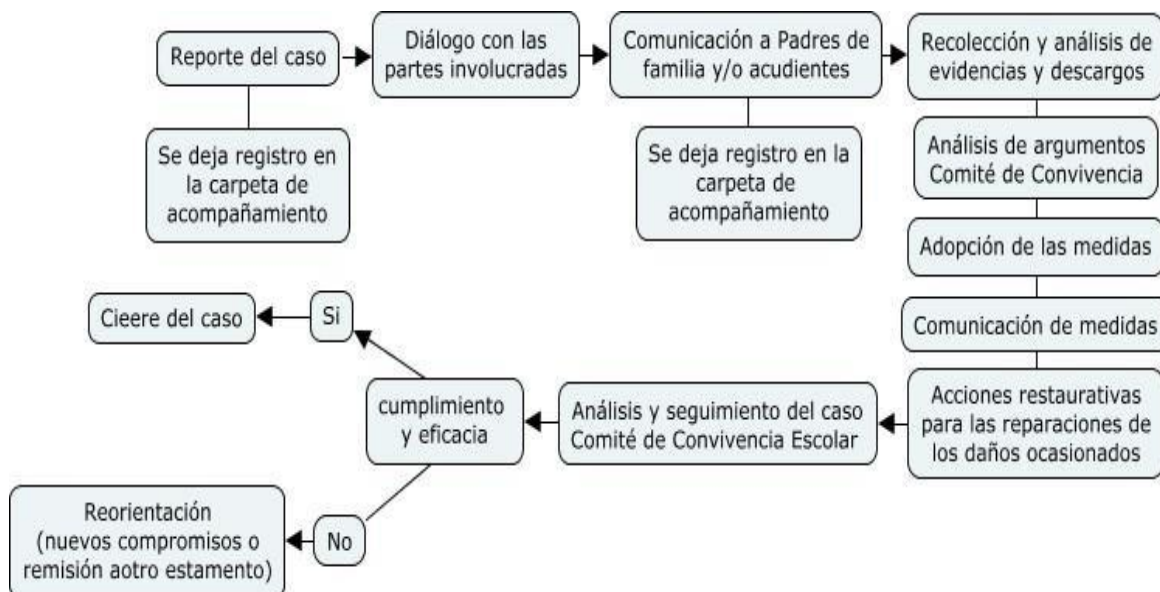 Reporte del caso
Diálogo con las
partes involucradas
Comunicación a Padres de
familia y/o acudientes
Recolección y análisis de
evidencias y descargos
Se deja registro en
la carpeta de
acompañamiento
Se deja registro en la
carpeta de
acompañamiento
Análisis de argumentos
Comité de Convivencia
Adopción de las medidas
Comunicación de medidas
Acciones restaurativas
para las reparaciones de
los daños ocasionados
Análisis y seguimiento del caso
Comité de Convivencia Escolar
cumplimiento
y eficacia
Si
Cieere del caso
No
Reorientación
(nuevos compromisos o
remisión aotro estamento)